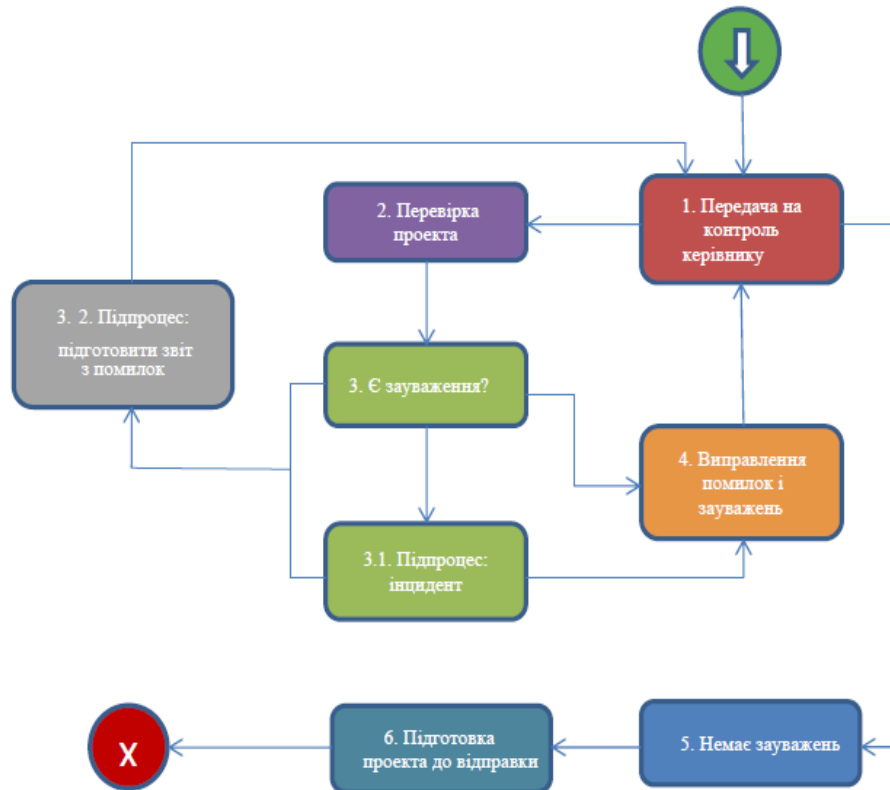 1. Передача на
контроль
керівнику
2. Перевірка
проекта
3. 2. Підпроцес:
підготовити звіт
з помилок
3. Є зауваження?
4. Виправлення
помилок і
зауважень
3.1. Підпроцес:
інцидент
5. Немає зауважень
6. Підготовка
проекта до відправки
X